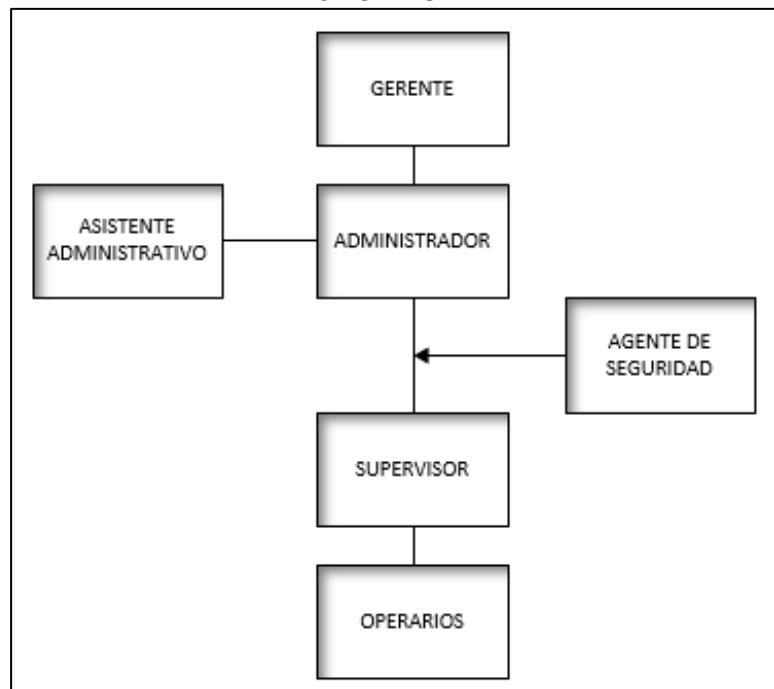 GERENTE
ASISTENTE
ADMINISTRATIVO
ADMINISTRADOR
AGENTE DE
SEGURIDAD
SUPERVISOR
OPERARIOS